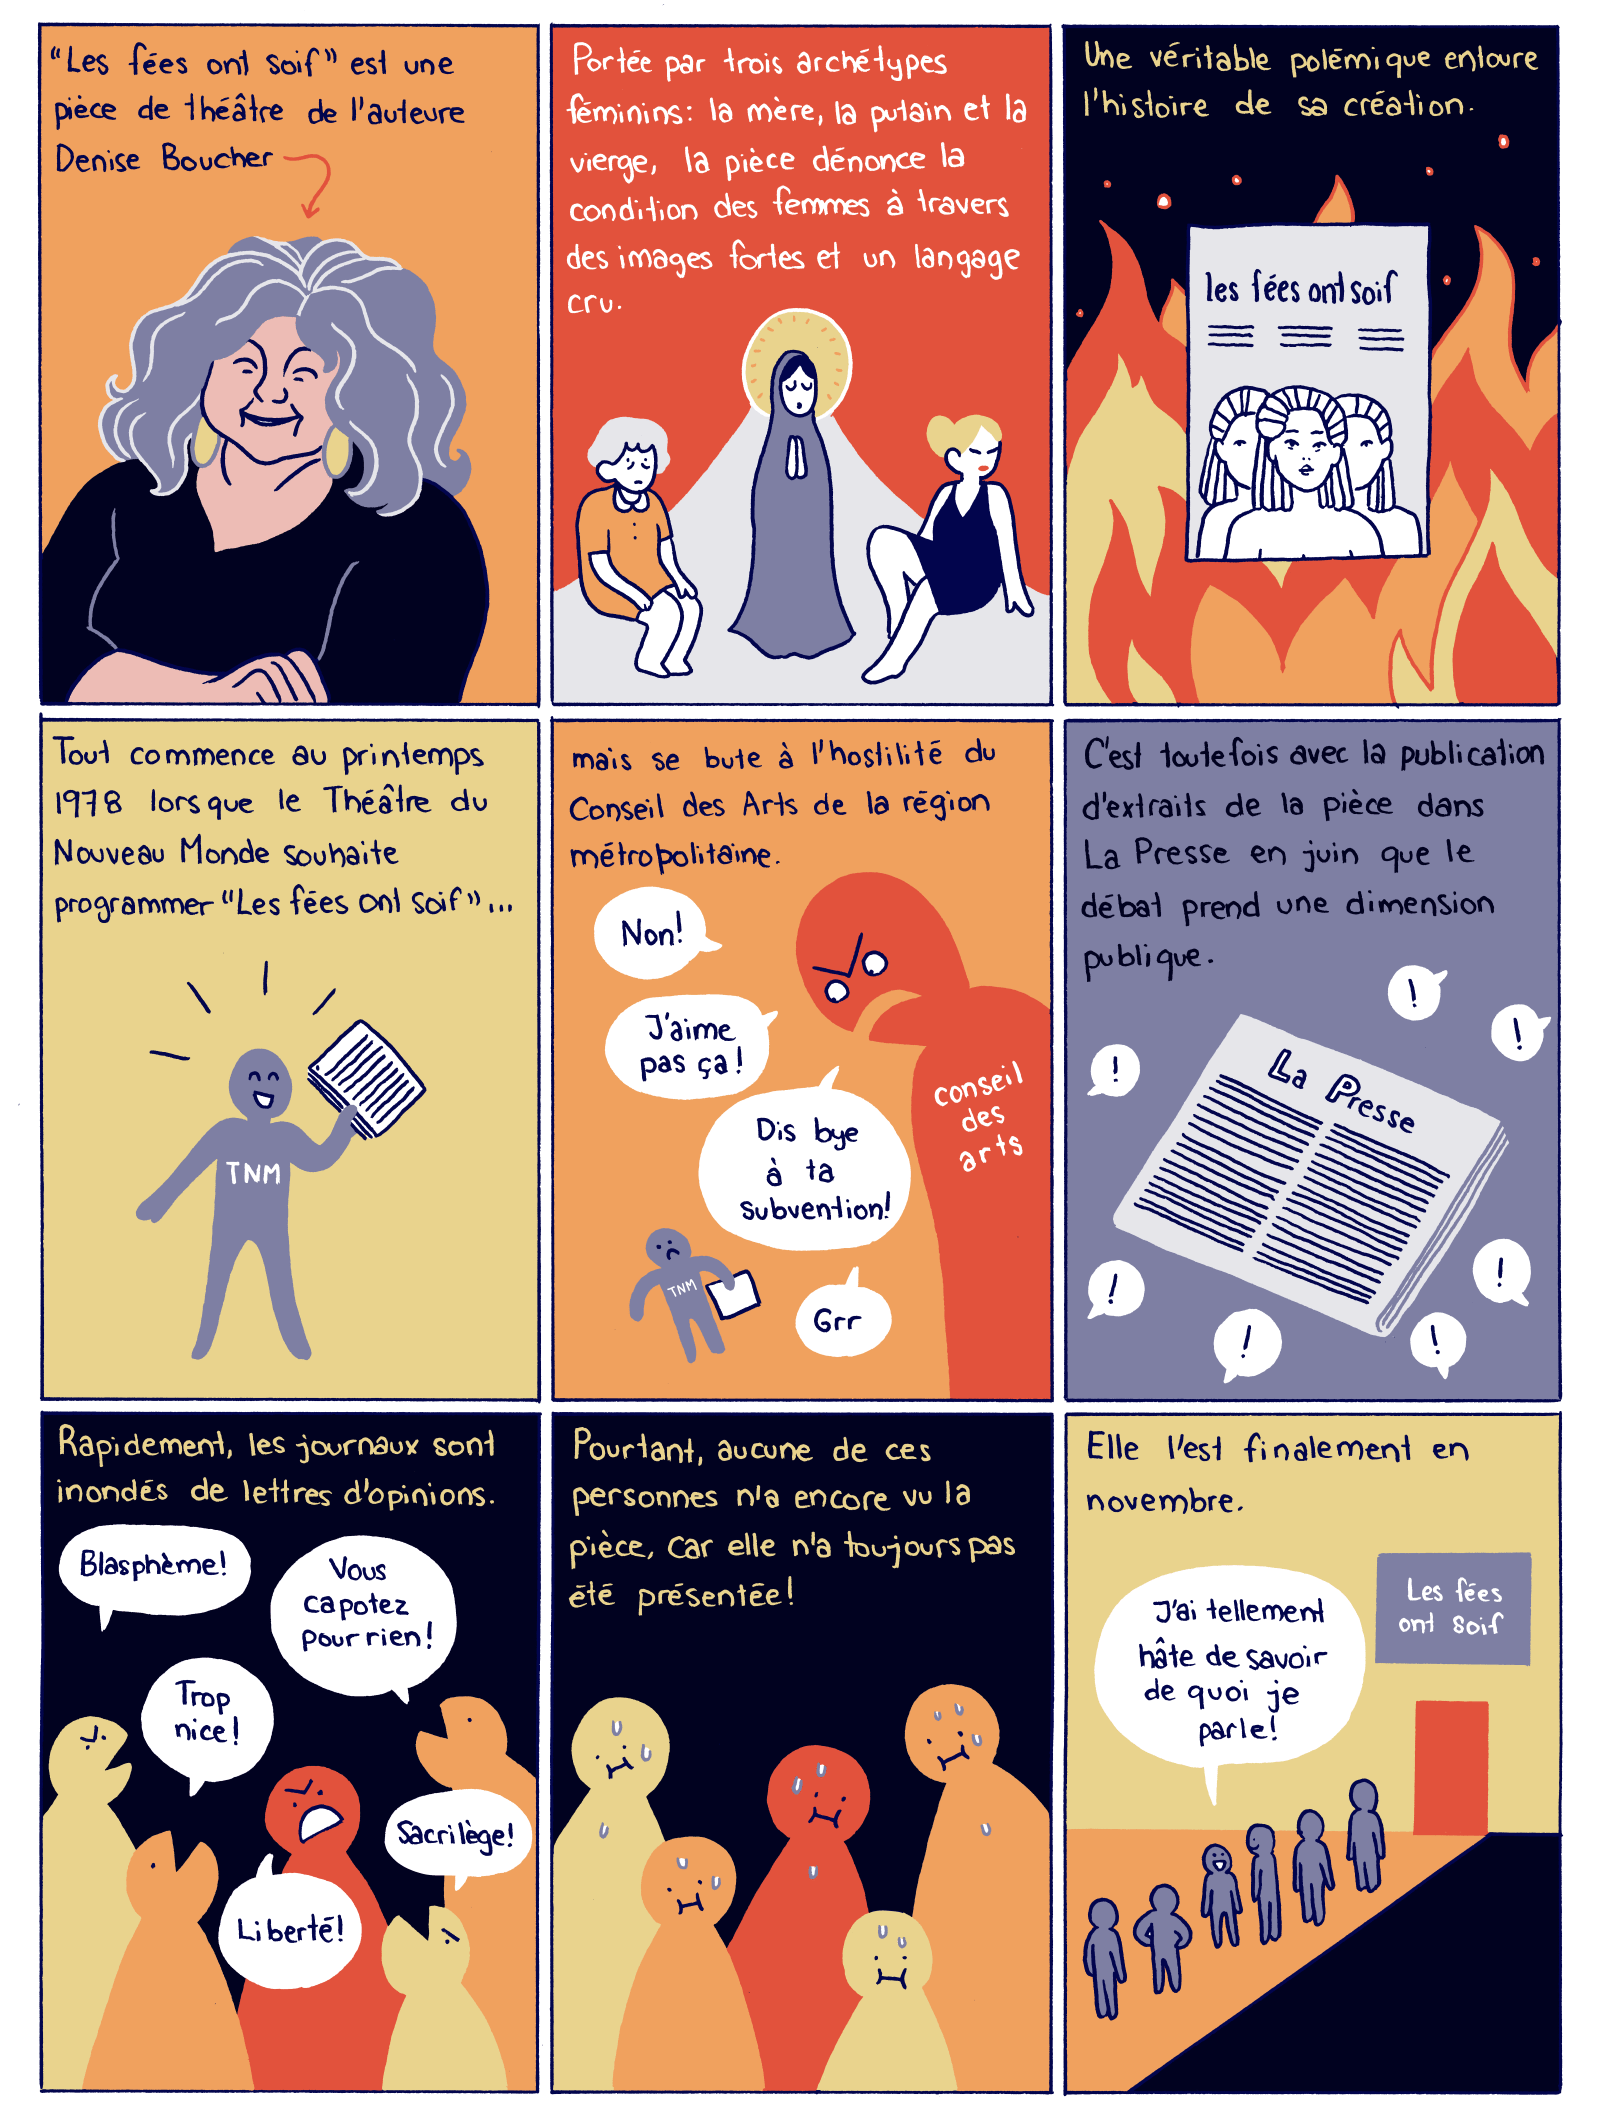 “Les fées ont soif” est une
pièce de théâtre de l'auteure
Denise Boucher
Portée par trois archétypes
féminins: la mère, la putain et la
vierge, la pièce dénonce la
condition des femmes à travers
des images fortes et un langage
cru.
Une véritable polémique entoure
l'histoire de sa création.
les fées ont soif
Tout commence au printemps
1978 lorsque le Théâtre du
Nouveau Monde souhaite
programmer “Les fées ont soif”...
TNM
mais se bute à l'hostilité du
Conseil des Arts de la région
métropolitaine.
Non!
J'aime
pas ça!
Dis bye
à ta
subvention!
Grr
conseil
des
arts
TNM
C'est toutefois avec la publication
d'extraits de la pièce dans
La Presse en juin que le
débat prend une dimension
publique.
!
!
!
La Presse
!
!
!
!
Rapidement, les journaux sont
inondés de lettres d'opinions.
Blasphème!
Vous
capotez
pour rien!
Trop
nice!
Sacrilège!
Liberté!
Pourtant, aucune de ces
personnes n'a encore vu la
pièce, car elle n'a toujours pas
été présentée!
Elle l'est finalement en
novembre.
Les fées
ont soif
J'ai tellement
hâte de savoir
de quoi je
parle!